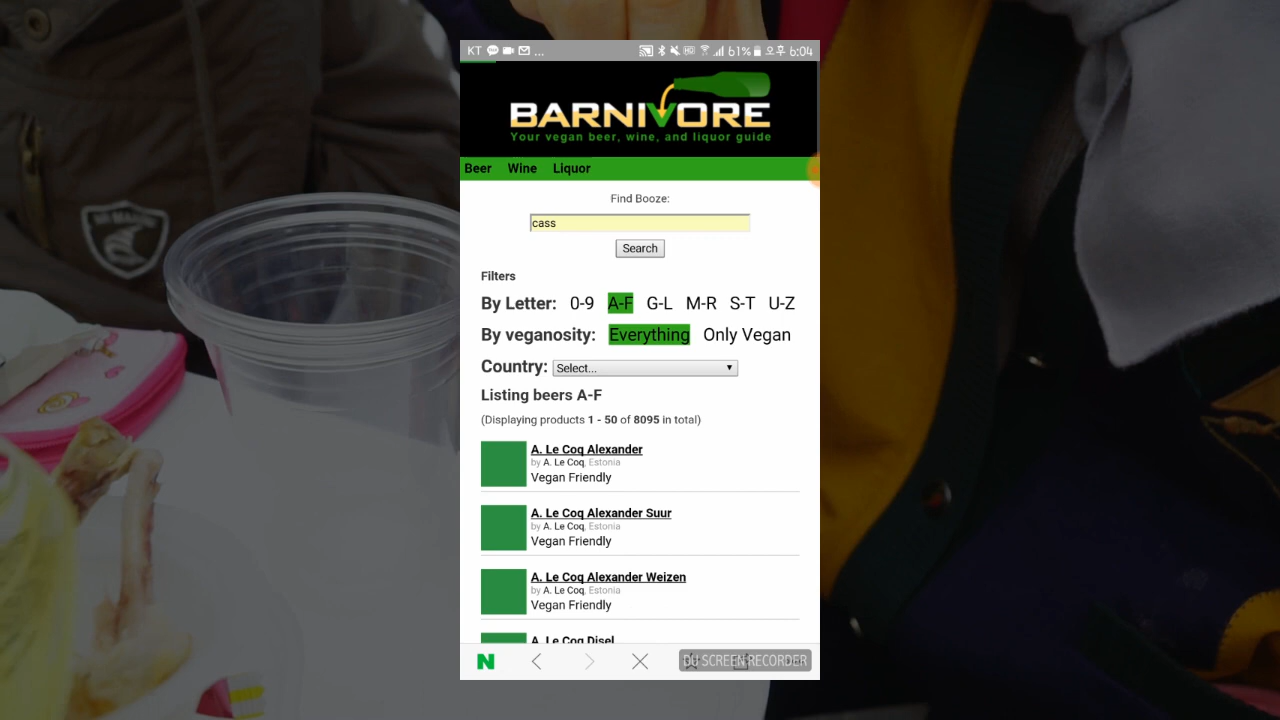 KT ... HD 61% 오후 6:04
BARNIVORE
Your vegan beer, wine, and liquor guide
Beer Wine Liquor
Find Booze:
cass
Search
Filters
By Letter: 0-9 A-F G-L M-R S-T U-Z
By veganosity: Everything Only Vegan
Country: Select...
Listing beers A-F
(Displaying products 1 - 50 of 8095 in total)
A. Le Coq Alexander
by A. Le Coq, Estonia
Vegan Friendly
A. Le Coq Alexander Suur
by A. Le Coq, Estonia
Vegan Friendly
A. Le Coq Alexander Weizen
by A. Le Coq, Estonia
Vegan Friendly
A. Le Coq Disel
N DU SCREEN RECORDER